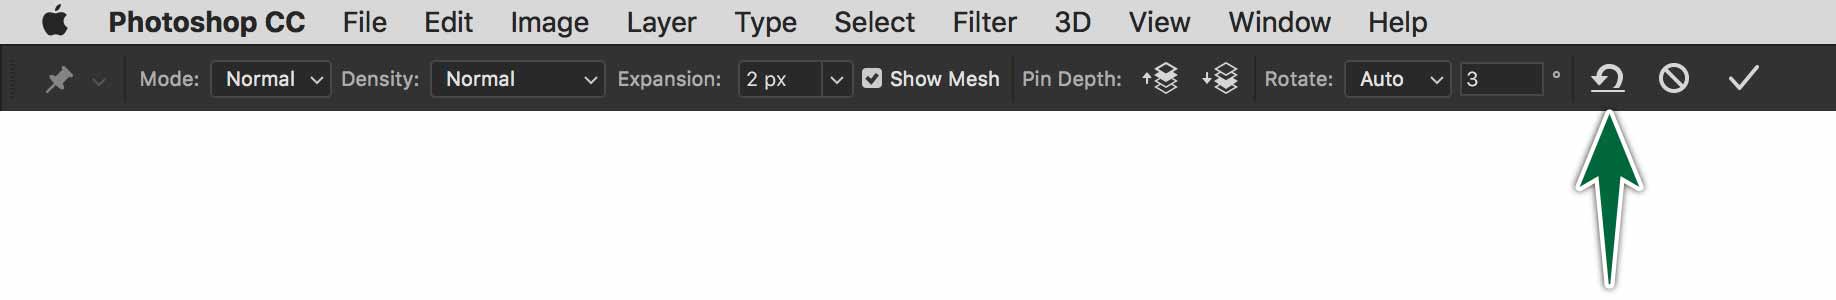 Photoshop CC File Edit Image Layer Type Select Filter 3D View Window Help
Mode: Normal Density: Normal Expansion: 2 px Show Mesh Pin Depth: Rotate: Auto 3 °